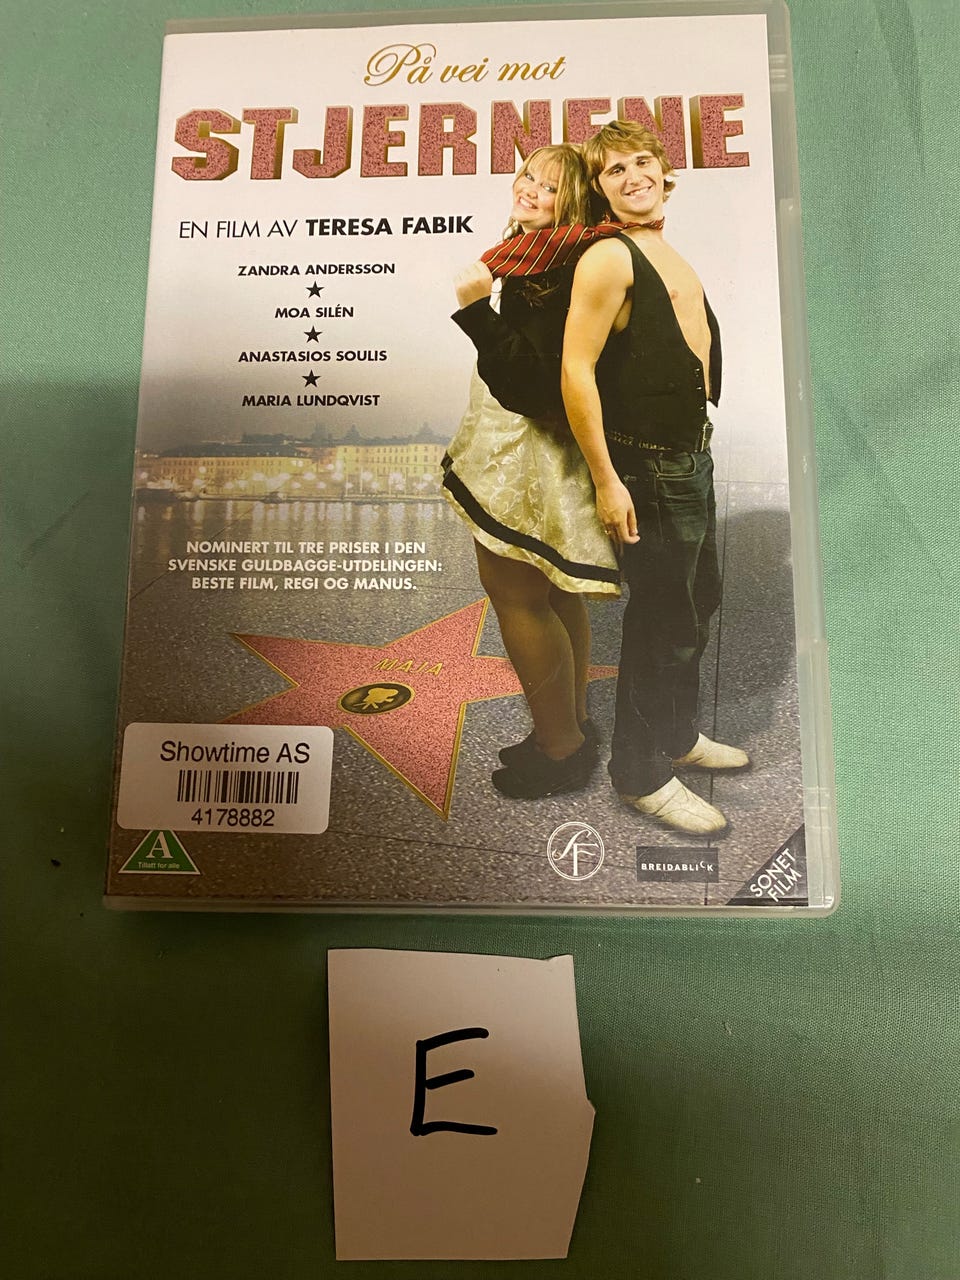 På vei mot
STJERNENE
EN FILM AV TERESA FABIK
ZANDRA ANDERSSON
MOA SILÉN
ANASTASIOS SOULIS
MARIA LUNDQVIST
NOMINERT TIL TRE PRISER I DEN
SVENSKE GULDBAGGE-UTDELINGEN:
BESTE FILM, REGI OG MANUS.
MAJA
Showtime AS
4178882
A
Tillatt for alle
SF
BREIDABLICK
SONET
FILM
E